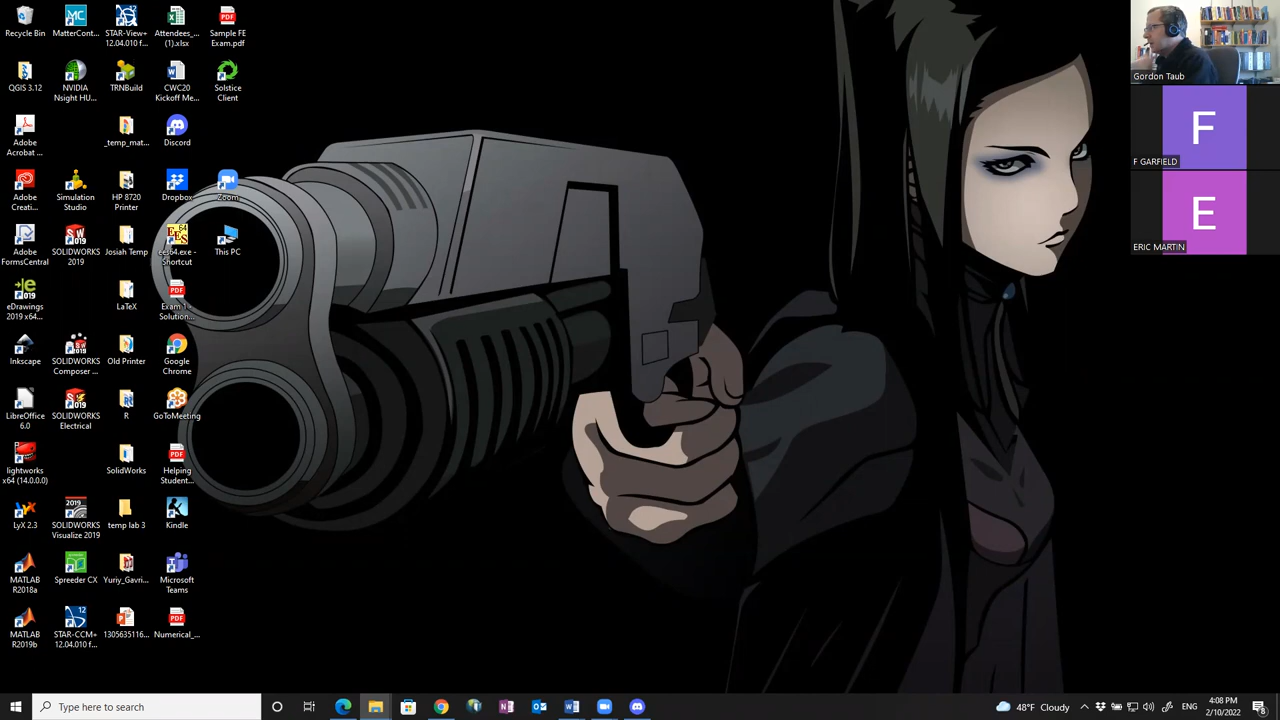 Recycle Bin
MatterCont...
STAR-View+
12.04.010 f...
Attendees_...
(1).xlsx
Sample FE
Exam.pdf
QGIS 3.12
NVIDIA
Nsight HU...
TRNBuild
CWC20
Kickoff Me...
Solstice
Client
Adobe
Acrobat ...
_temp_mat...
Discord
Adobe
Creati...
Simulation
Studio
HP 8720
Printer
Dropbox
Zoom
Adobe
FormsCentral
SOLIDWORKS
2019
Josiah Temp
ees64.exe -
Shortcut
This PC
eDrawings
2019 x64...
LaTeX
Exam 1 -
Solution...
Inkscape
SOLIDWORKS
Composer ...
Old Printer
Google
Chrome
LibreOffice
6.0
SOLIDWORKS
Electrical
R
GoToMeeting
lightworks
x64 (14.0.0.0)
SolidWorks
Helping
Student...
LyX 2.3
SOLIDWORKS
Visualize 2019
temp lab 3
Kindle
MATLAB
R2018a
Spreeder CX
Yuriy_Gavri...
Microsoft
Teams
MATLAB
R2019b
STAR-CCM+
12.04.010 f...
1305635116...
Numerical_...
Gordon Taub
F
F GARFIELD
E
ERIC MARTIN
Type here to search
48°F Cloudy
ENG
4:08 PM
2/10/2022